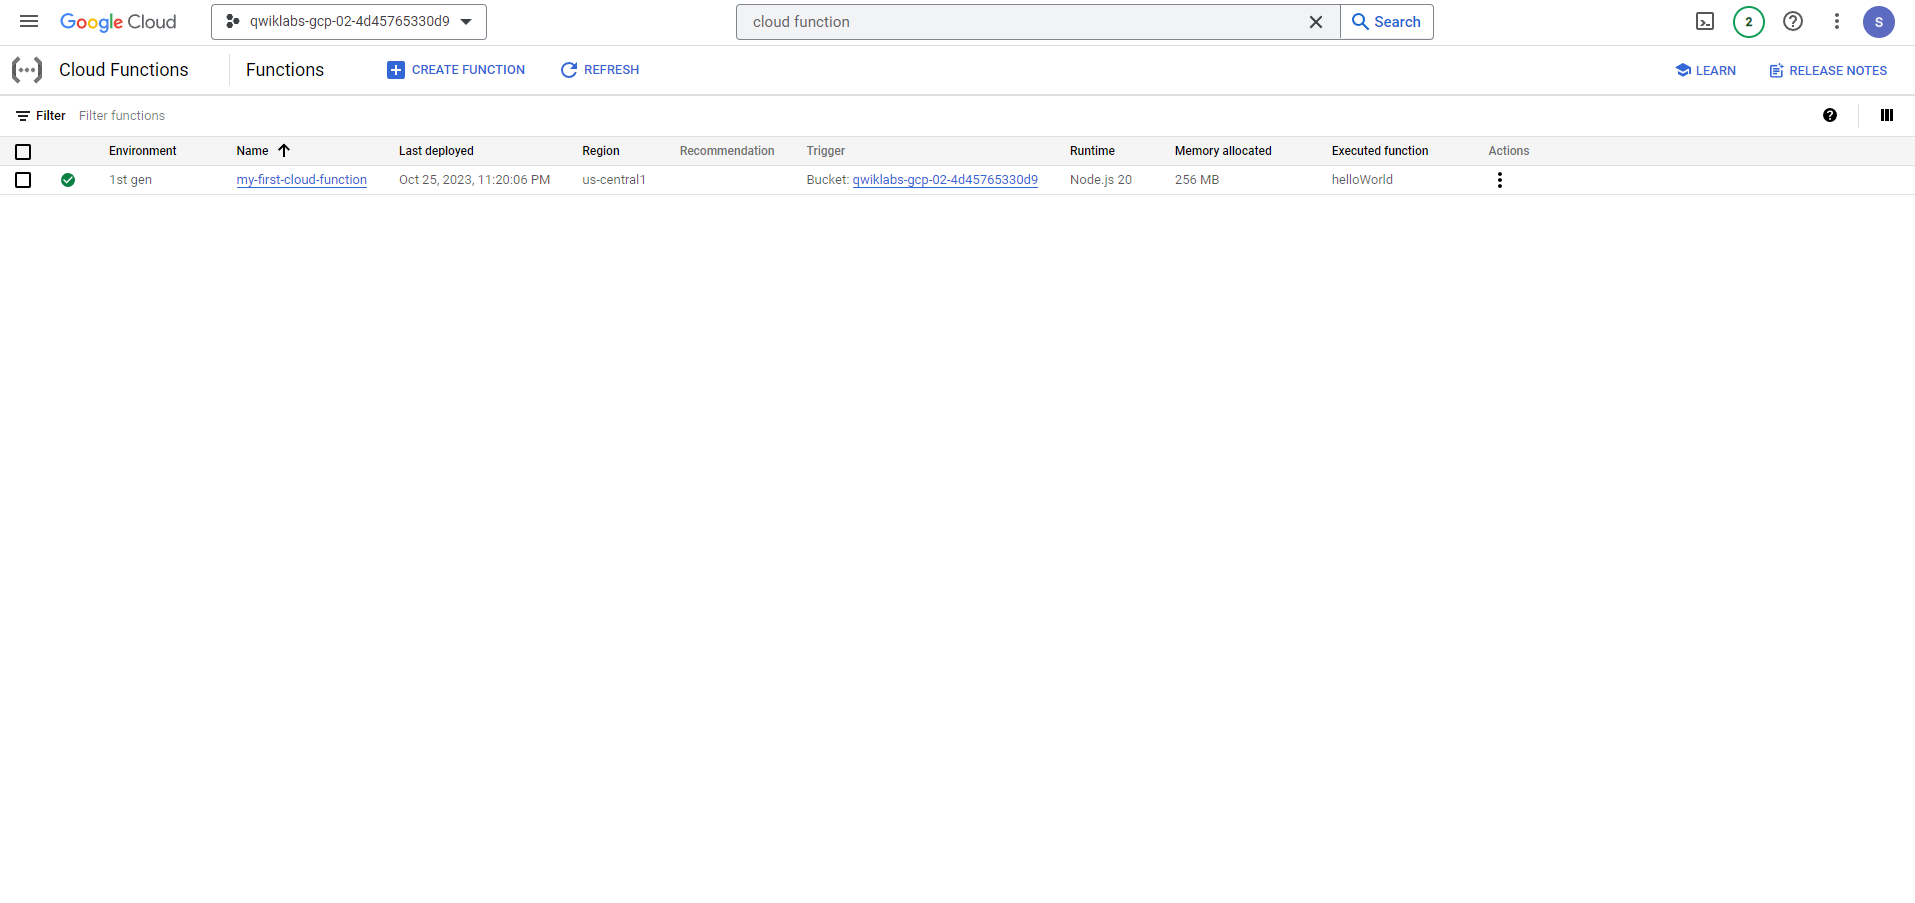 Google Cloud qwiklabs-gcp-02-4d45765330d9 cloud function Search 2 S
Cloud Functions Functions CREATE FUNCTION REFRESH LEARN RELEASE NOTES
Filter Filter functions
Environment Name Last deployed Region Recommendation Trigger Runtime Memory allocated Executed function Actions
1st gen my-first-cloud-function Oct 25, 2023, 11:20:06 PM us-central1 Bucket: qwiklabs-gcp-02-4d45765330d9 Node.js 20 256 MB helloWorld